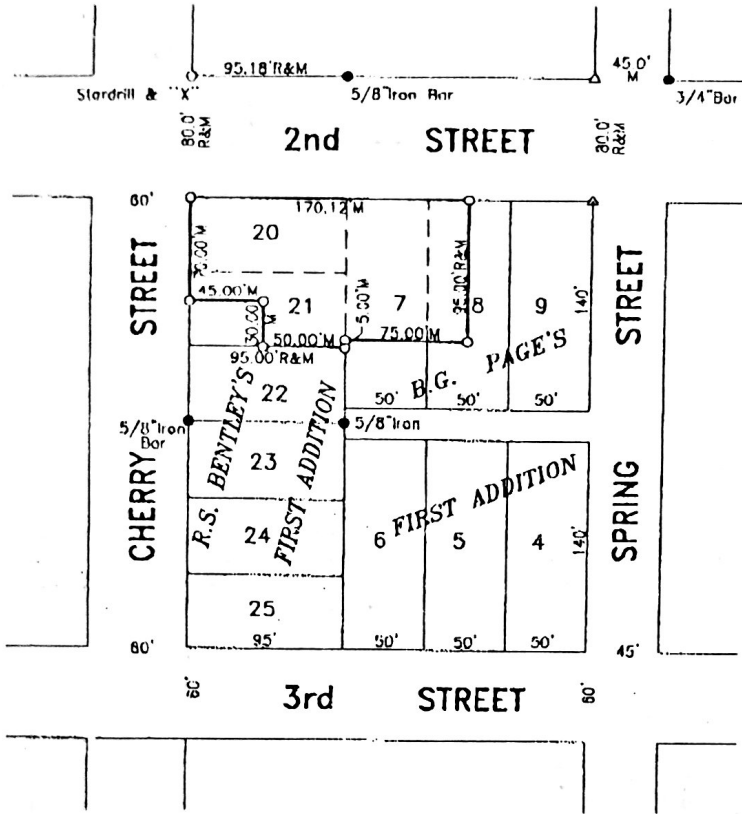 95.18'R&M
45.0'
M
Stardrill & "X"
5/8"Iron Bar
3/4"Bar
80.0'
R&M
2nd STREET
80.0'
R&M
60'
170.12'M
20
STREET
70.00'M
45.00'M
21
30.00'
M
50.00'M
95.00'R&M
5.00'M
7
75.00'M
95.00'R&M
8
9
140'
STREET
B.G. PAGE'S
50'
50'
50'
22
5/8"Iron
Bar
5/8"Iron
R.S. BENTLEY'S
FIRST ADDITION
23
24
25
95'
CHERRY
FIRST ADDITION
6
5
4
140'
SPRING
50'
50'
45'
60'
3rd STREET